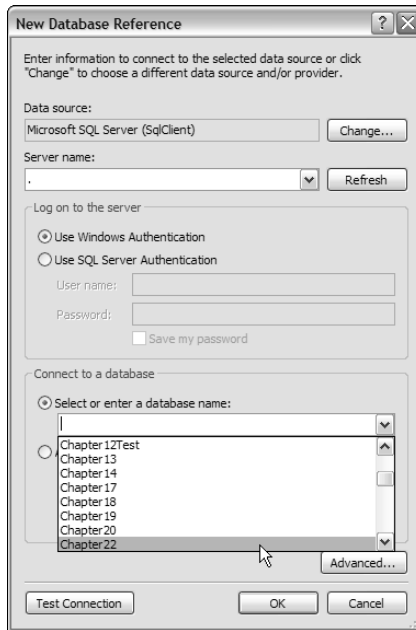 New Database Reference
Enter information to connect to the selected data source or click
"Change" to choose a different data source and/or provider.
Data source:
Microsoft SQL Server (SqlClient)
Change...
Server name:
.
Refresh
Log on to the server
Use Windows Authentication
Use SQL Server Authentication
User name:
Password:
Save my password
Connect to a database
Select or enter a database name:
Chapter12Test
Chapter13
Chapter14
Chapter17
Chapter18
Chapter19
Chapter20
Chapter22
Advanced...
Test Connection
OK
Cancel